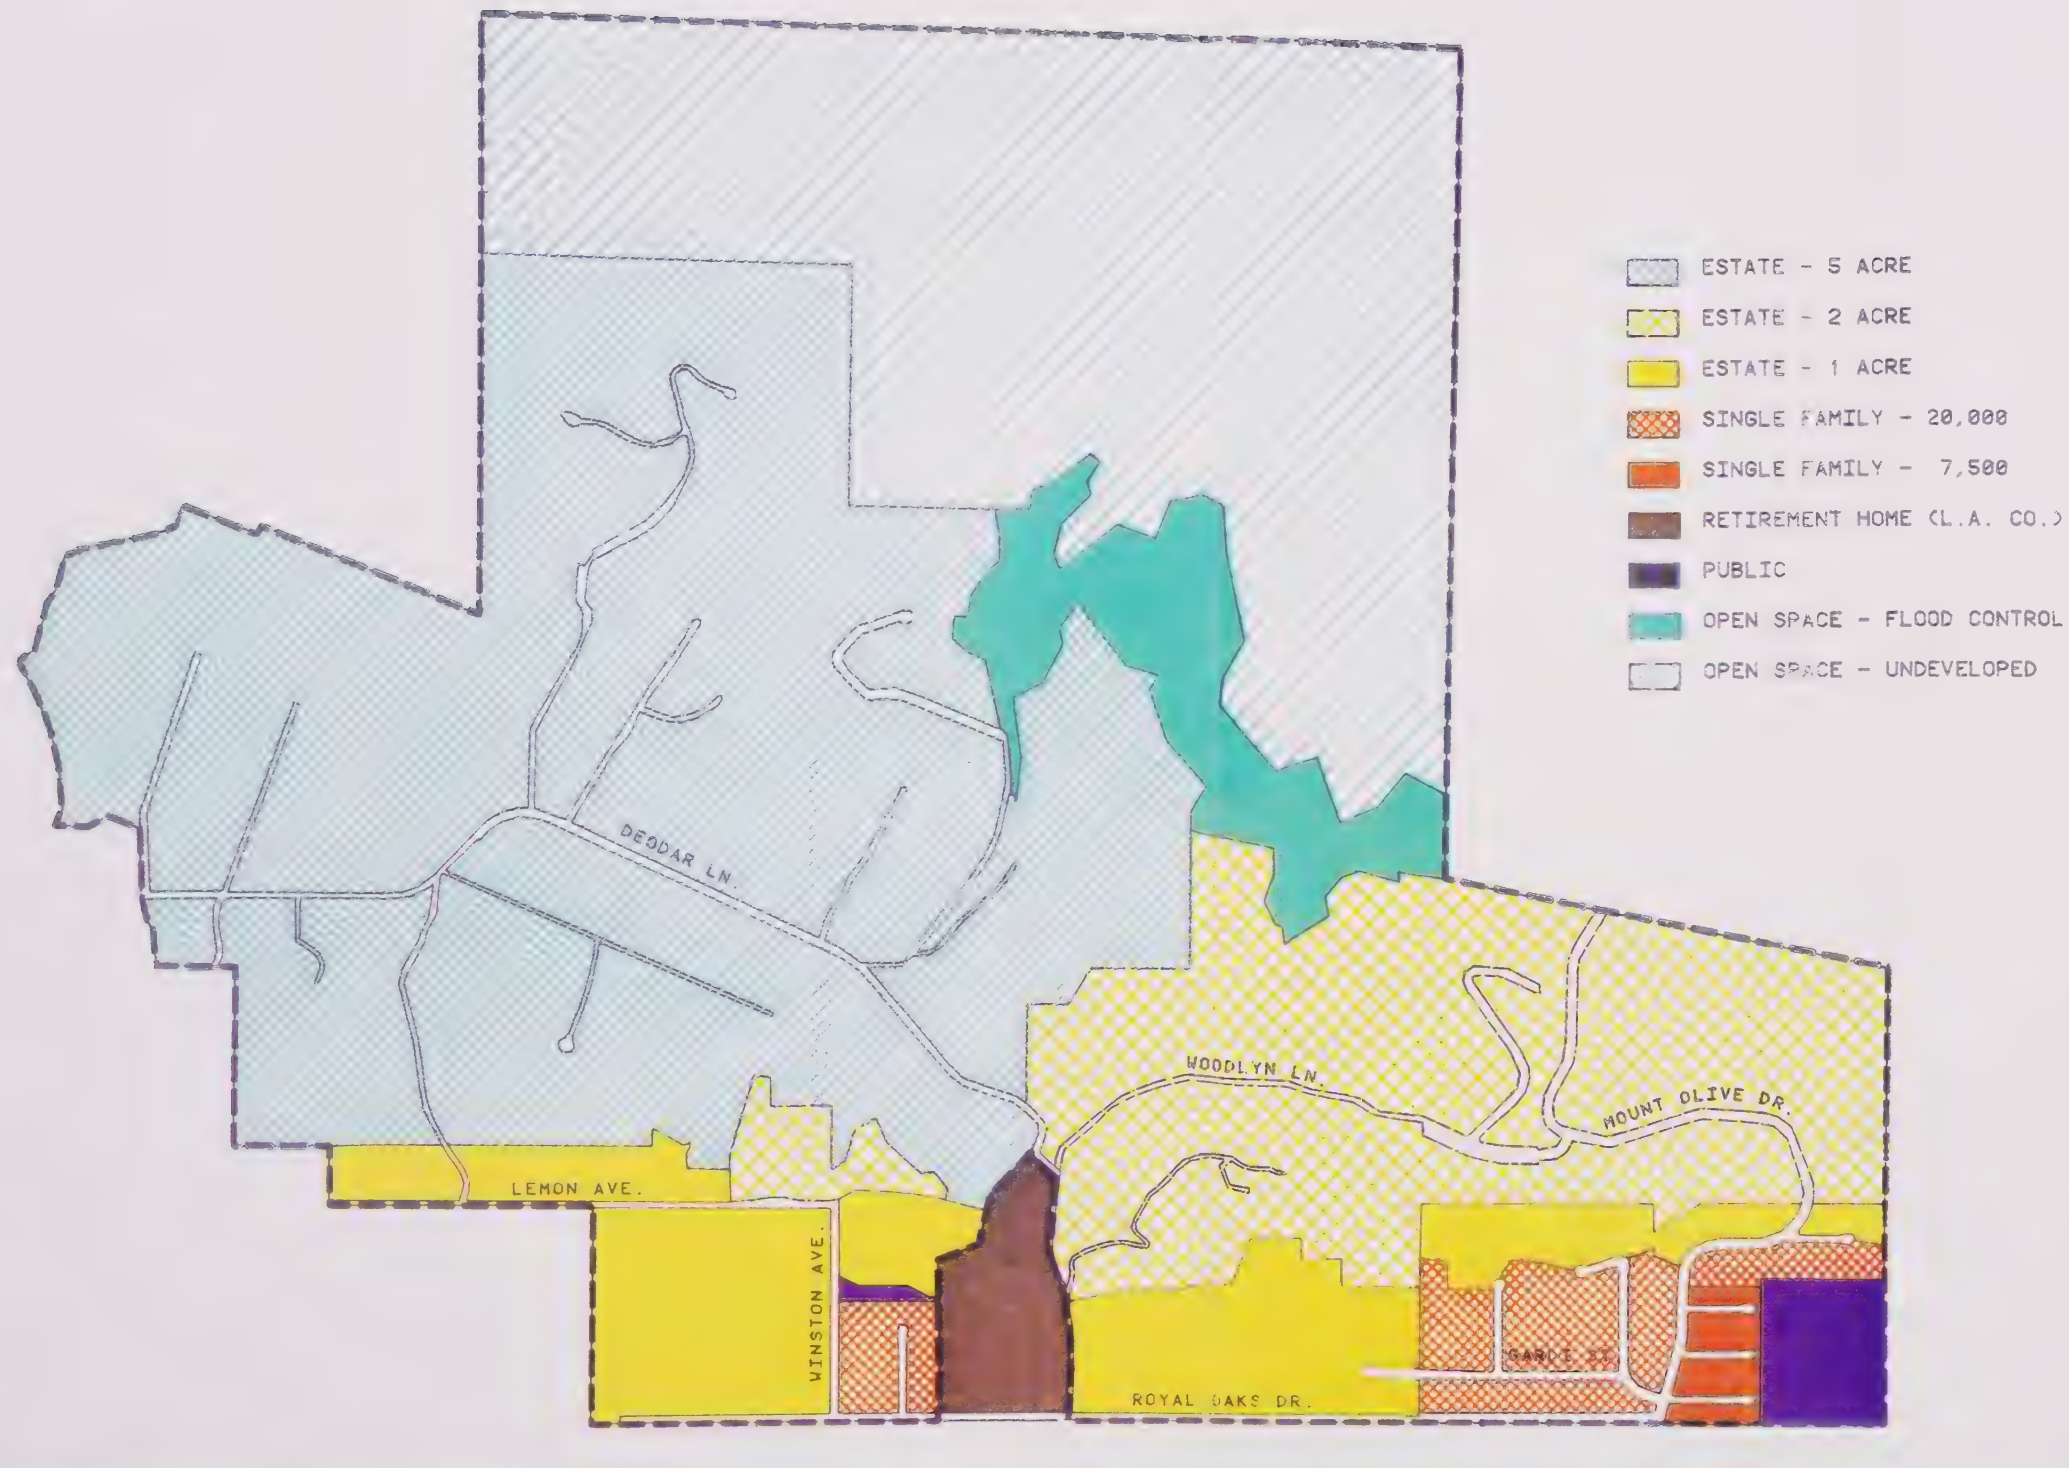 ESTATE - 5 ACRE
ESTATE - 2 ACRE
ESTATE - 1 ACRE
SINGLE FAMILY - 20,000
SINGLE FAMILY - 7,500
RETIREMENT HOME (L.A. CO.)
PUBLIC
OPEN SPACE - FLOOD CONTROL
OPEN SPACE - UNDEVELOPED
DEODAR LN.
WOODLYN LN.
MOUNT OLIVE DR.
LEMON AVE.
WINSTON AVE.
GARDI ST.
ROYAL OAKS DR.